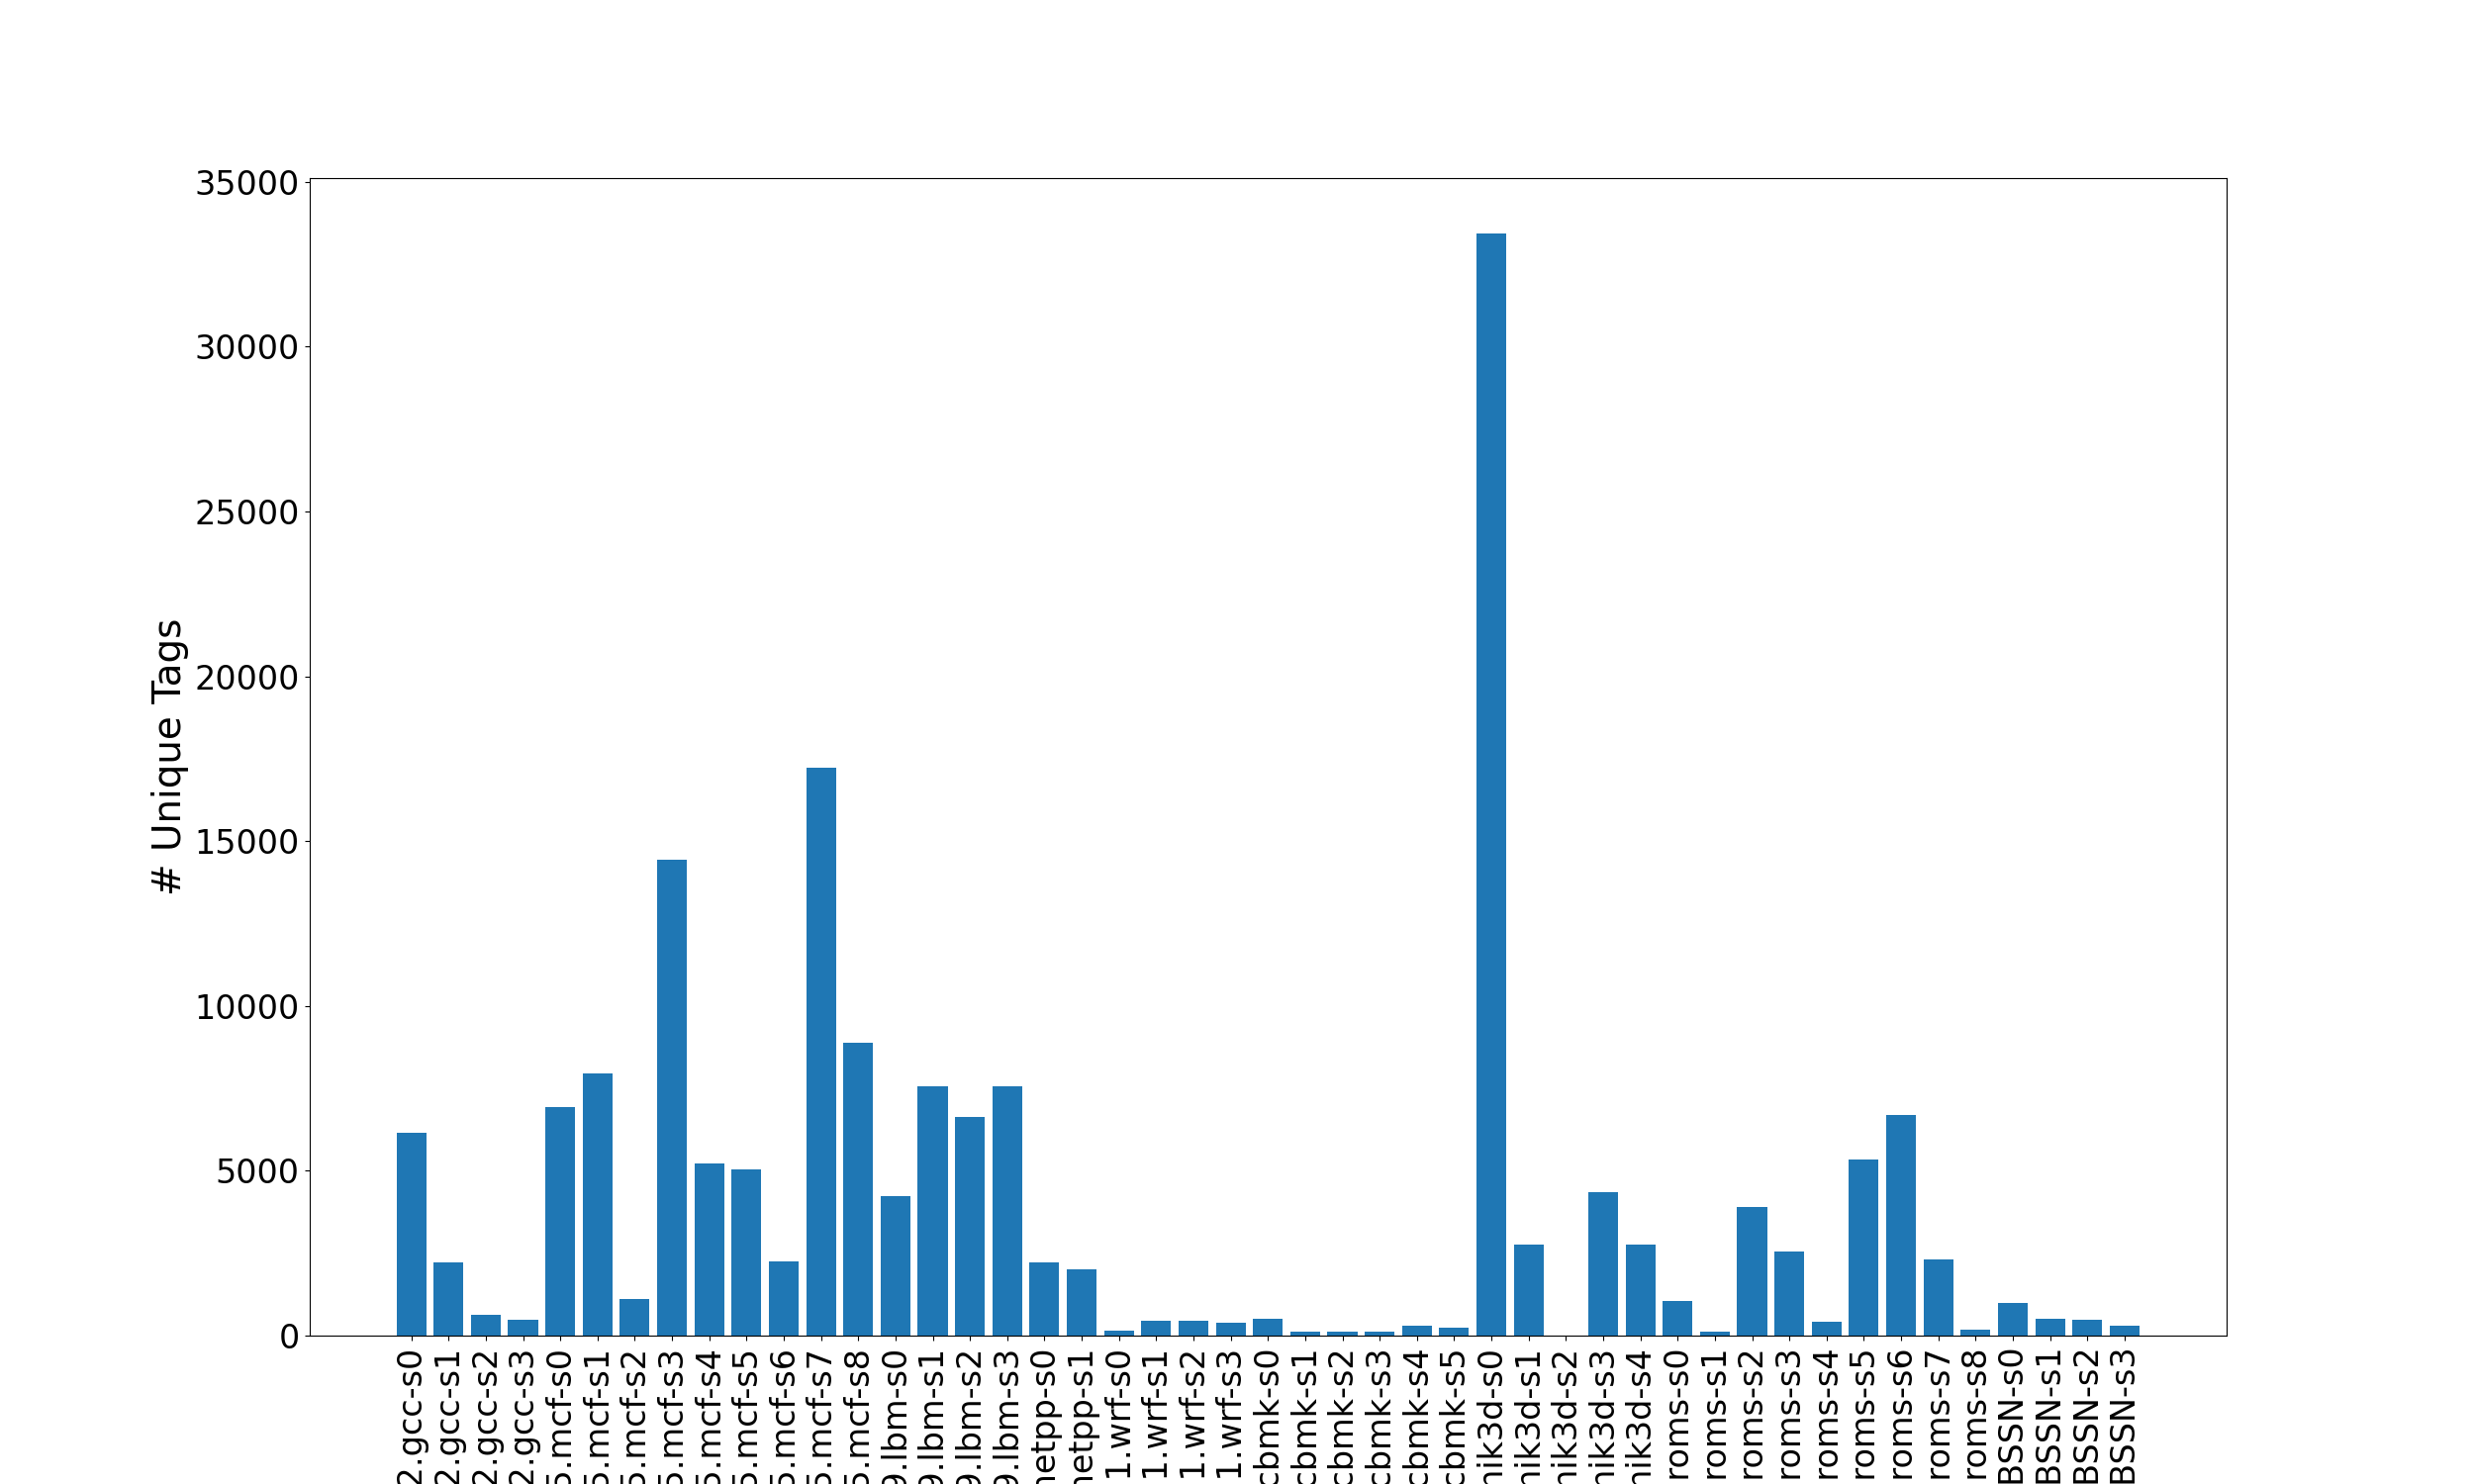 # Unique Tags
35000
30000
25000
20000
15000
10000
5000
0
2.gcc-s0
2.gcc-s1
2.gcc-s2
2.gcc-s3
5.mcf-s0
5.mcf-s1
5.mcf-s2
5.mcf-s3
5.mcf-s4
5.mcf-s5
5.mcf-s6
5.mcf-s7
5.mcf-s8
9.lbm-s0
9.lbm-s1
9.lbm-s2
9.lbm-s3
netpp-s0
netpp-s1
1.wrf-s0
1.wrf-s1
1.wrf-s2
1.wrf-s3
cbmk-s0
cbmk-s1
cbmk-s2
cbmk-s3
cbmk-s4
cbmk-s5
nik3d-s0
nik3d-s1
nik3d-s2
nik3d-s3
nik3d-s4
roms-s0
roms-s1
roms-s2
roms-s3
roms-s4
roms-s5
roms-s6
roms-s7
roms-s8
BSSN-s0
BSSN-s1
BSSN-s2
BSSN-s3